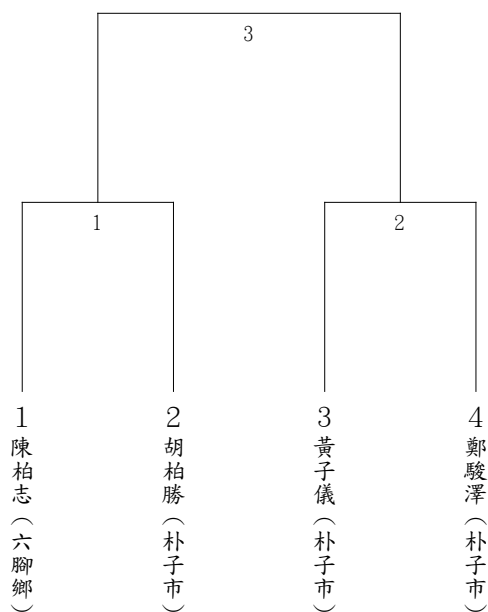 3
1
2
1 陳柏志（六腳鄉）
2 胡柏勝（朴子市）
3 黃子儀（朴子市）
4 鄭駿澤（朴子市）